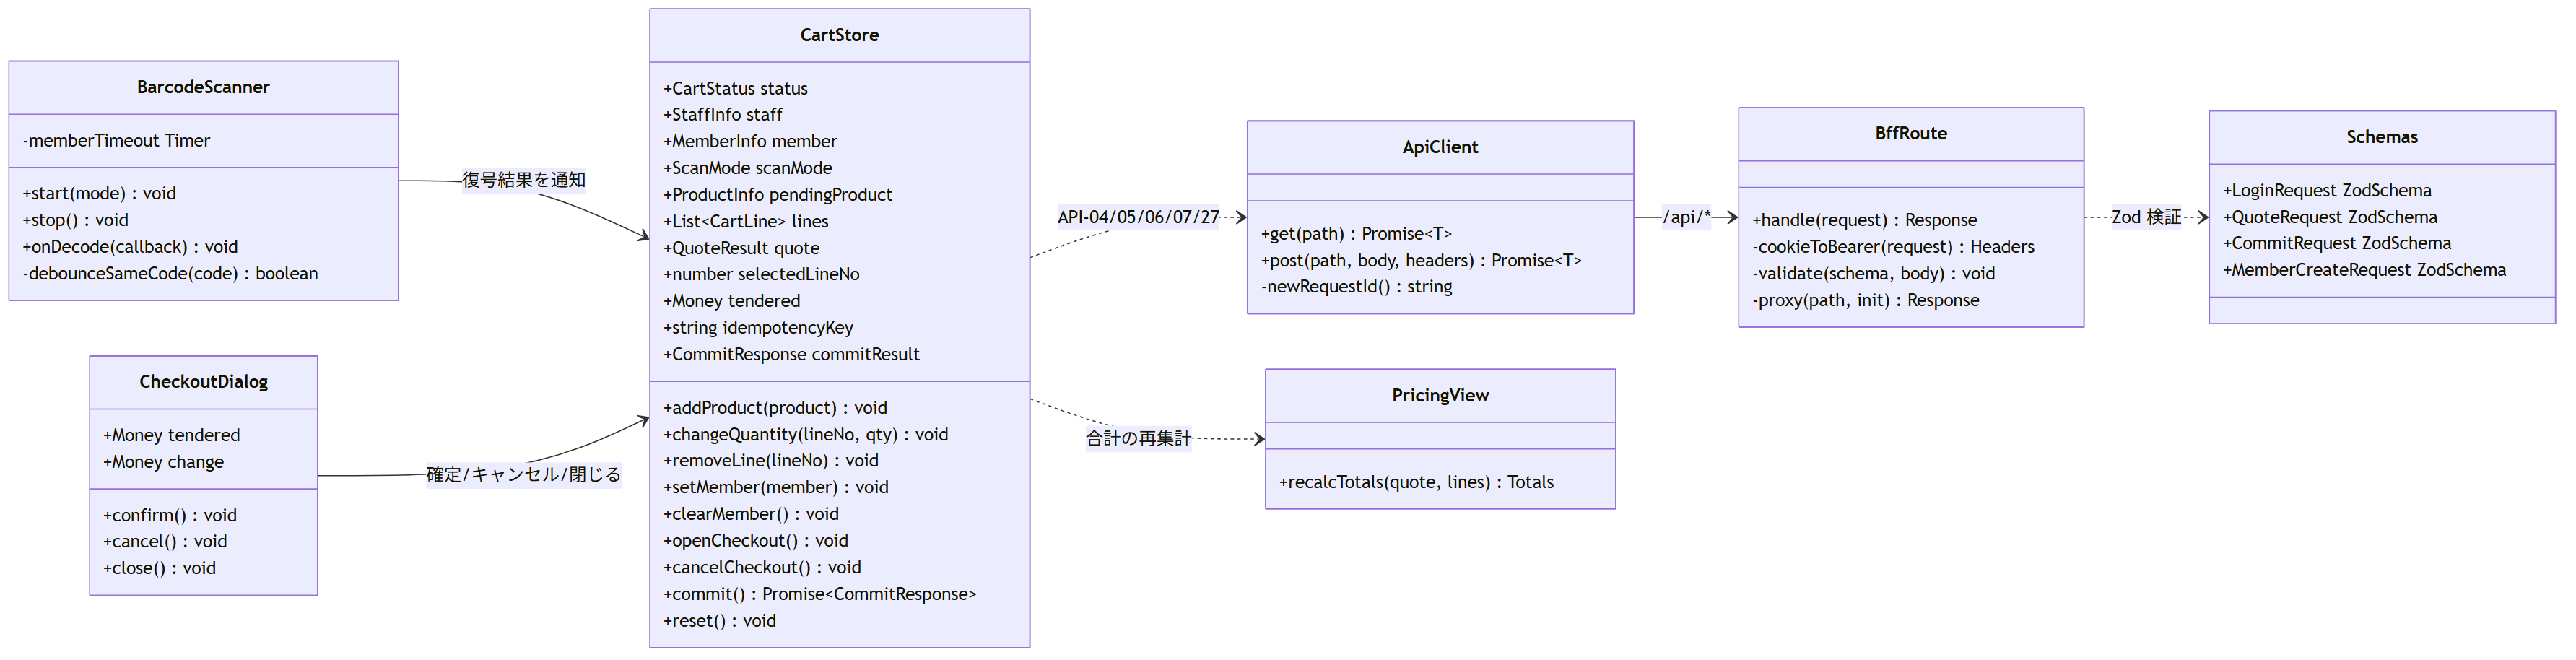 BarcodeScanner
-memberTimeout Timer
+start(mode) : void
+stop() : void
+onDecode(callback) : void
-debounceSameCode(code) : boolean
復号結果を通知
CheckoutDialog
+Money tendered
+Money change
+confirm() : void
+cancel() : void
+close() : void
確定/キャンセル/閉じる
CartStore
+CartStatus status
+StaffInfo staff
+MemberInfo member
+ScanMode scanMode
+ProductInfo pendingProduct
+List<CartLine> lines
+QuoteResult quote
+number selectedLineNo
+Money tendered
+string idempotencyKey
+CommitResponse commitResult
+addProduct(product) : void
+changeQuantity(lineNo, qty) : void
+removeLine(lineNo) : void
+setMember(member) : void
+clearMember() : void
+openCheckout() : void
+cancelCheckout() : void
+commit() : Promise<CommitResponse>
+reset() : void
API-04/05/06/07/27
合計の再集計
ApiClient
+get(path) : Promise<T>
+post(path, body, headers) : Promise<T>
-newRequestId() : string
/api/*
PricingView
+recalcTotals(quote, lines) : Totals
BffRoute
+handle(request) : Response
-cookieToBearer(request) : Headers
-validate(schema, body) : void
-proxy(path, init) : Response
Zod 検証
Schemas
+LoginRequest ZodSchema
+QuoteRequest ZodSchema
+CommitRequest ZodSchema
+MemberCreateRequest ZodSchema